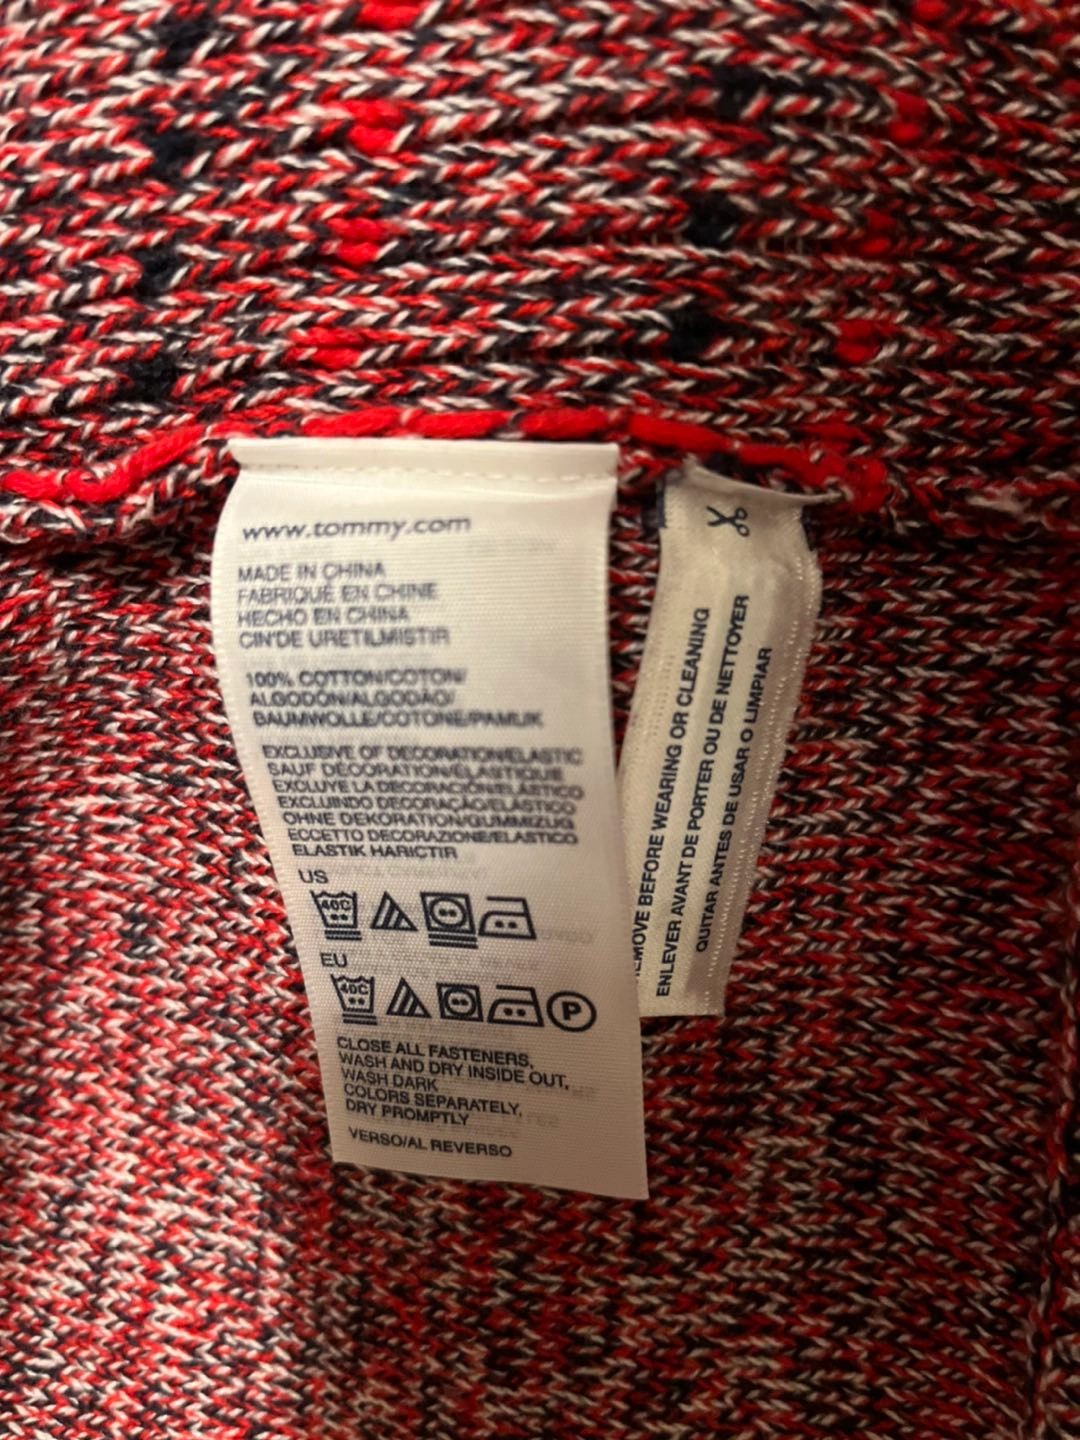 www.tommy.com
MADE IN CHINA
FABRIQUÉ EN CHINE
HECHO EN CHINA
CIN'DE URETILMISTIR
100% COTTON/COTON/
ALGODÓN/ALGODÃO/
BAUMWOLLE/COTONE/PAMUK
EXCLUSIVE OF DECORATION/ELASTIC
SAUF DÉCORATION/ÉLASTIQUE
EXCLUYE LA DECORACIÓN/ELÁSTICO
EXCLUINDO DECORAÇÃO/ELÁSTICO
OHNE DEKORATION/GUMMIZUG
ECCETTO DECORAZIONE/ELASTICO
ELASTIK HARICTIR
US
40C
EU
40C
P
CLOSE ALL FASTENERS,
WASH AND DRY INSIDE OUT,
WASH DARK
COLORS SEPARATELY,
DRY PROMPTLY
VERSO/AL REVERSO
BEFORE WEARING OR CLEANING
ENLEVER AVANT DE PORTER OU DE NETTOYER
QUITAR ANTES DE USAR O LIMPIAR